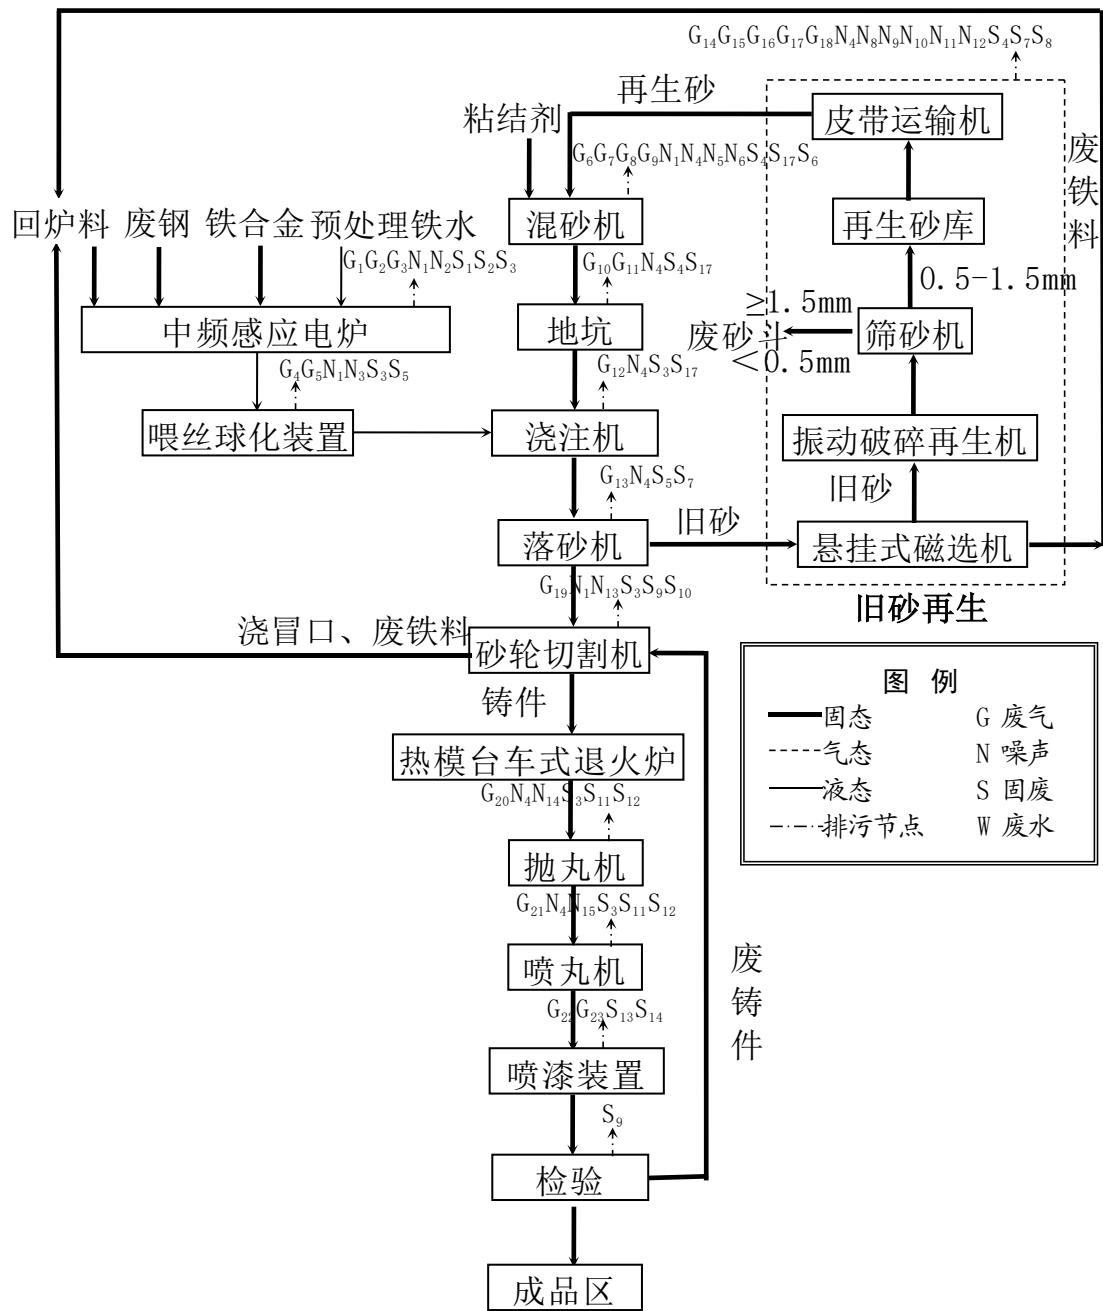 G₁₄G₁₅G₁₆G₁₇G₁₈N₄N₈N₉N₁₀N₁₁N₁₂S₄S₇S₈
再生砂
皮带运输机
粘结剂
G₆G₇G₈G₉N₁N₄N₅N₆S₄S₁₇S₆
废铁料
回炉料
废钢
铁合金
预处理铁水
混砂机
再生砂库
G₁G₂G₃N₁N₂S₁S₂S₃
G₁₀G₁₁N₄S₄S₁₇
0.5-1.5mm
≥1.5mm
中频感应电炉
地坑
废砂斗
筛砂机
<0.5mm
G₄G₅N₁N₃S₃S₅
G₁₂N₄S₃S₁₇
喂丝球化装置
浇注机
振动破碎再生机
G₁₃N₄S₅S₇
旧砂
旧砂
落砂机
悬挂式磁选机
G₁₉N₁N₁₃S₃S₉S₁₀
旧砂再生
浇冒口、废铁料
砂轮切割机
铸件
热模台车式退火炉
G₂₀N₄N₁₄S₃S₁₁S₁₂
抛丸机
G₂₁N₄N₁₅S₃S₁₁S₁₂
喷丸机
废铸件
G₂₂G₂₃S₁₃S₁₄
喷漆装置
S₉
检验
成品区
图 例
固态 G 废气
气态 N 噪声
液态 S 固废
排污节点 W 废水